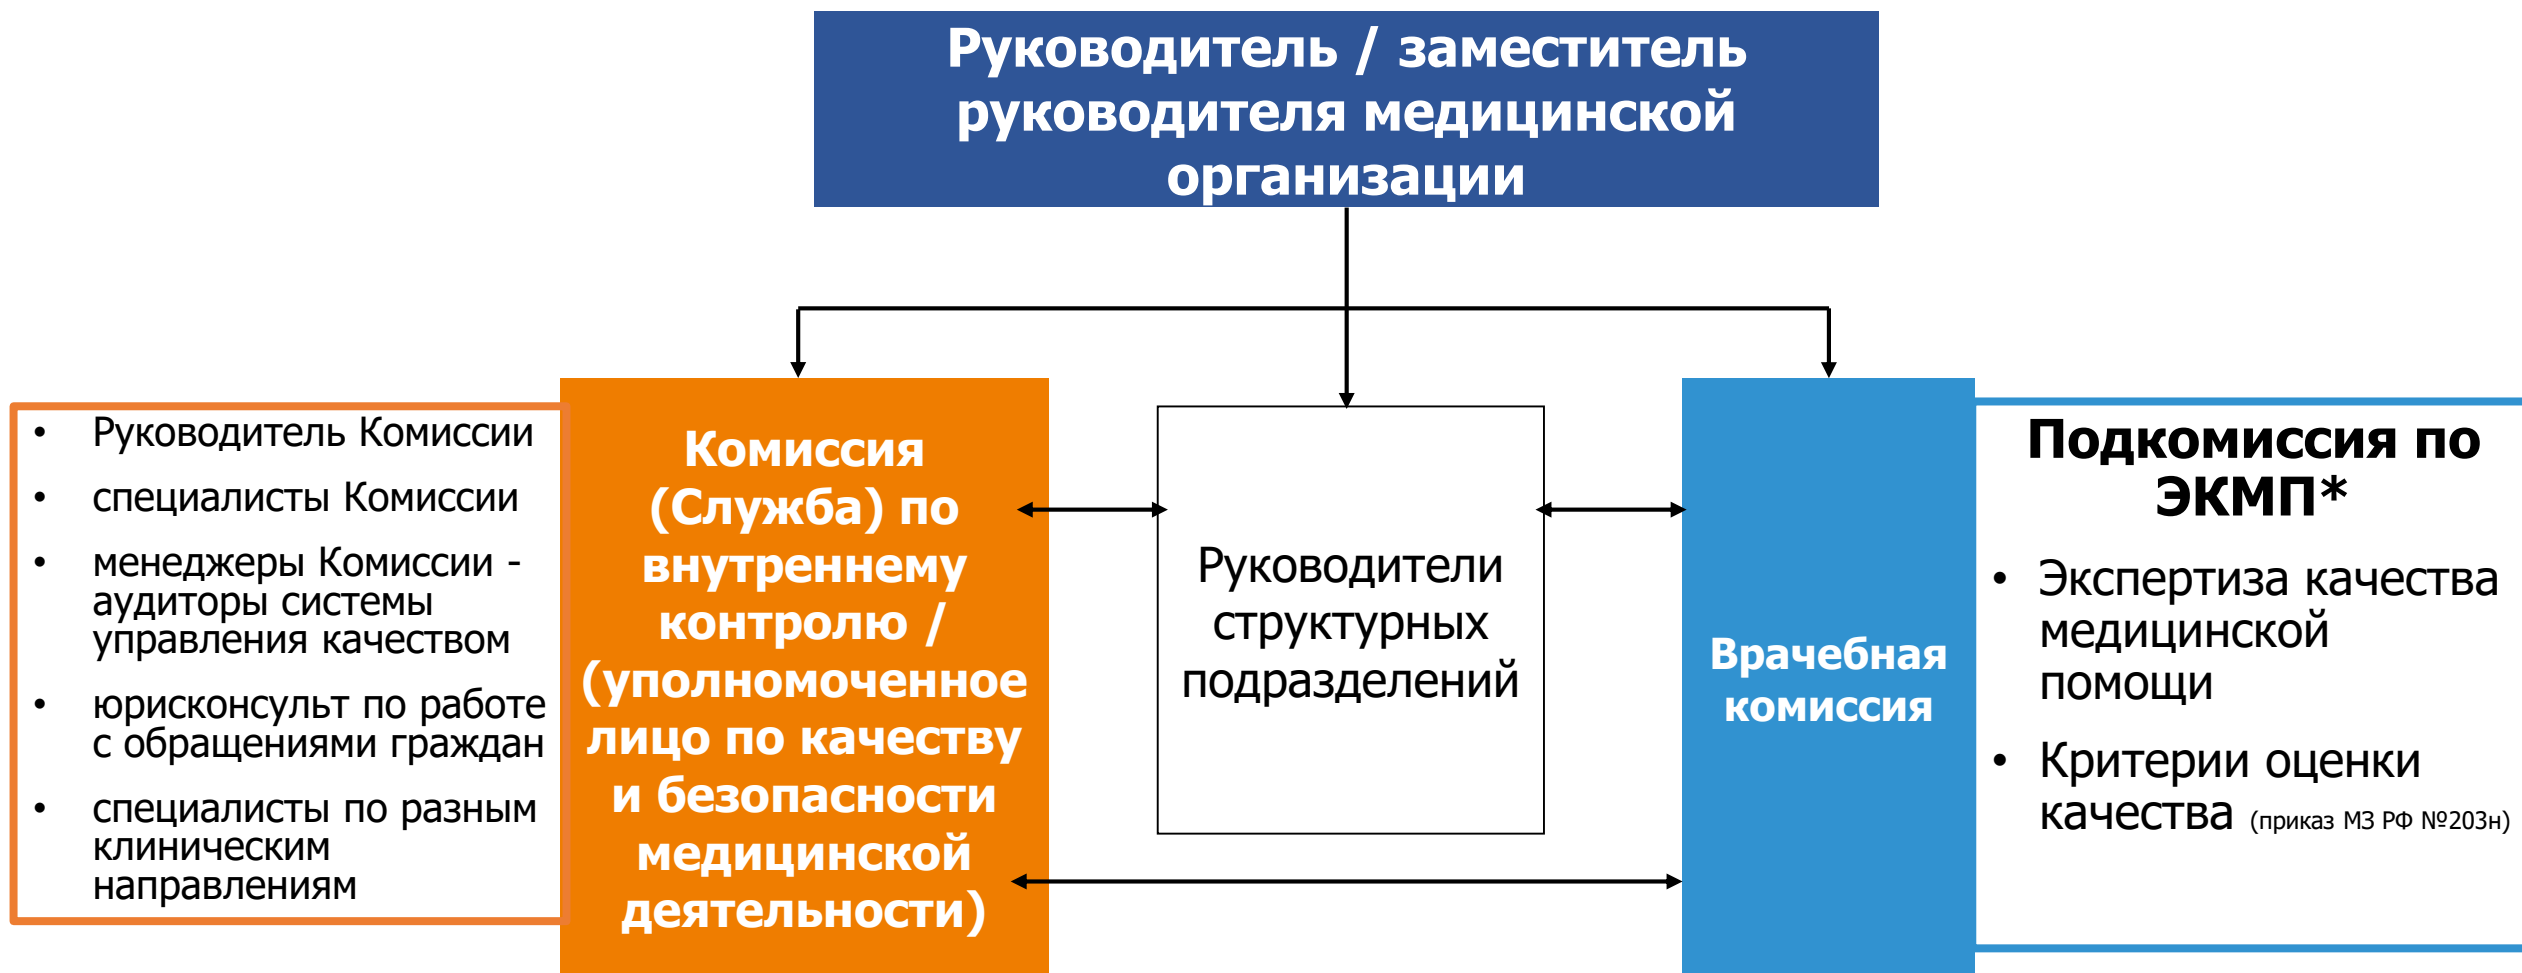 Руководитель / заместитель
руководителя медицинской
организации
• Руководитель Комиссии
• специалисты Комиссии
• менеджеры Комиссии -
аудиторы системы
управления качеством
• юрисконсульт по работе
с обращениями граждан
• специалисты по разным
клиническим
направлениям
Комиссия
(Служба) по
внутреннему
контролю /
(уполномоченное
лицо по качеству
и безопасности
медицинской
деятельности)
Руководители
структурных
подразделений
Врачебная
комиссия
Подкомиссия по
ЭКМП*
• Экспертиза качества
медицинской
помощи
• Критерии оценки
качества (приказ МЗ РФ №203н)